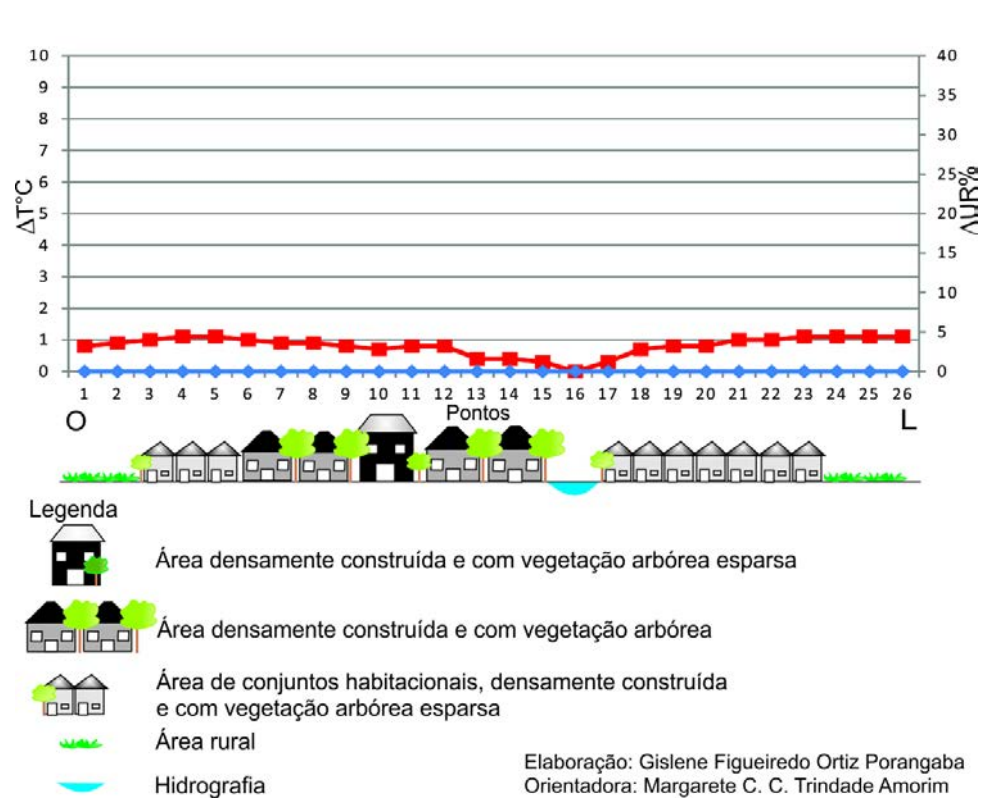 10 40
9 35
8 30
7
6 25
ΔT°C ΔUR%
5 20
4 15
3 10
2
1 5
0 0
1 2 3 4 5 6 7 8 9 10 11 12 13 14 15 16 17 18 19 20 21 22 23 24 25 26
O Pontos L
Legenda
Área densamente construída e com vegetação arbórea esparsa
Área densamente construída e com vegetação arbórea
Área de conjuntos habitacionais, densamente construída
e com vegetação arbórea esparsa
Área rural
Hidrografia
Elaboração: Gislene Figueiredo Ortiz Porangaba
Orientadora: Margarete C. C. Trindade Amorim